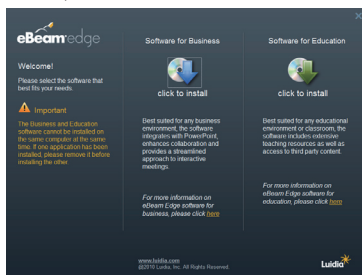 eBeam edge
Welcome!
Please select the software that
best fits your needs.
Important
The Business and Education
software cannot be installed on
the same computer at the same
time. If one application has been
installed, please remove it before
installing the other.
Software for Business
click to install
Best suited for any business
environment, the software
integrates with PowerPoint,
enhances collaboration and
provides a streamlined
approach to interactive
meetings.
For more information on
eBeam Edge software for
business, please click here
Software for Education
click to install
Best suited for any educational
environment or classroom, the
software includes extensive
teaching resources as well as
access to third party content.
For more information on
eBeam Edge software for
education, please click here
www.luidia.com
@2010 Luidia, Inc. All Rights Reserved.
Luidia